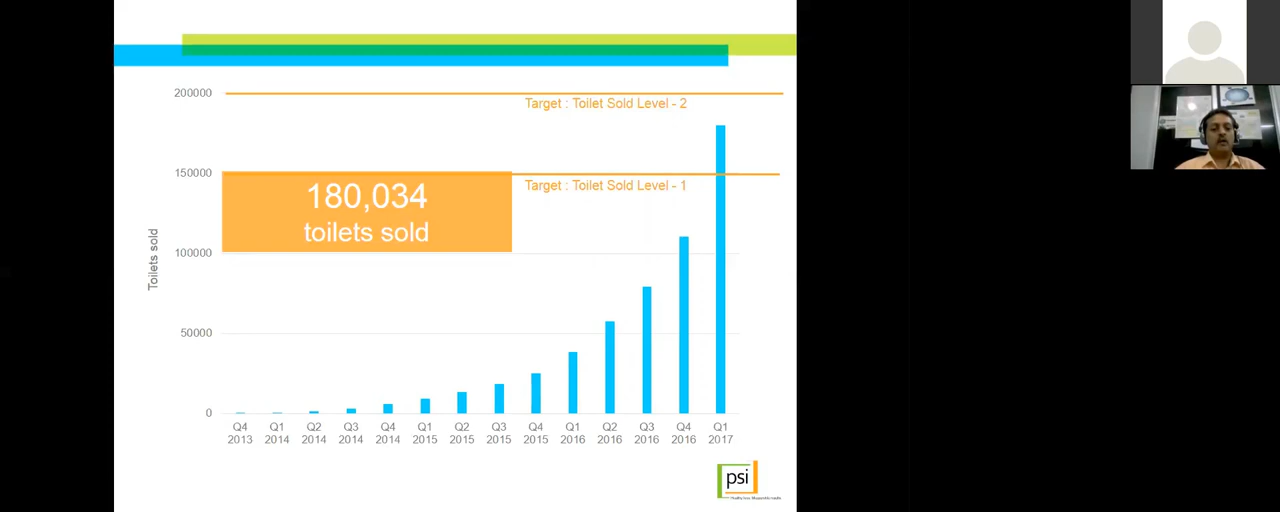 200000
Target : Toilet Sold Level - 2
150000
Target : Toilet Sold Level - 1
180,034
toilets sold
Toilets sold
100000
50000
0
Q4 Q1 Q2 Q3 Q4 Q1 Q2 Q3 Q4 Q1 Q2 Q3 Q4 Q1
2013 2014 2014 2014 2014 2015 2015 2015 2015 2016 2016 2016 2016 2017
psi